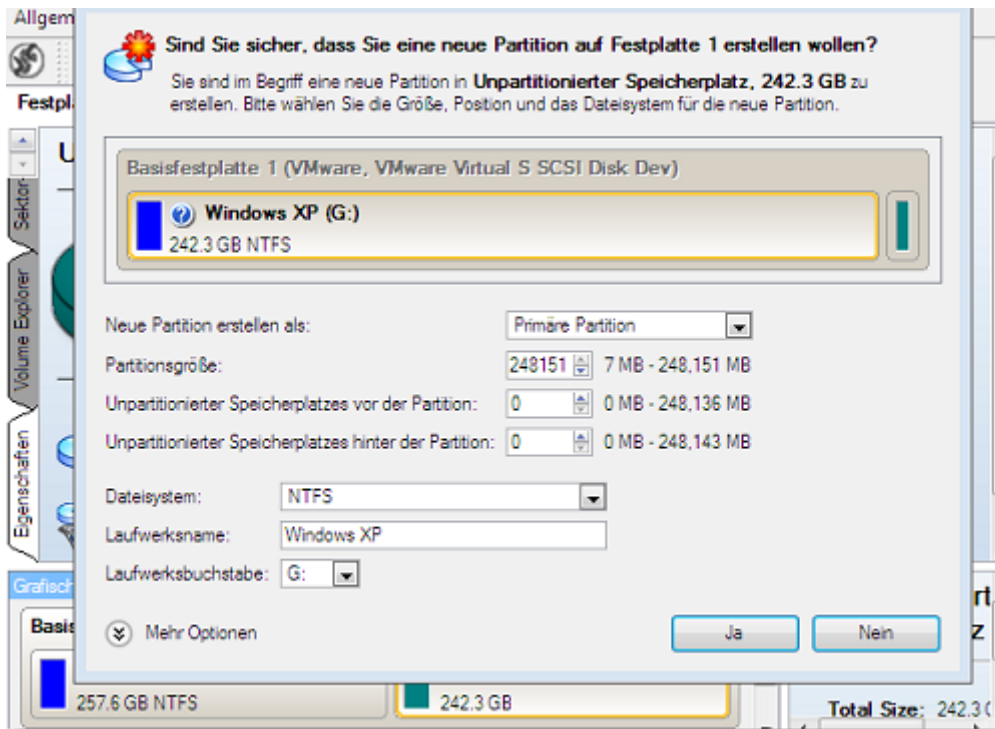 Allgem
Sind Sie sicher, dass Sie eine neue Partition auf Festplatte 1 erstellen wollen?
Sie sind im Begriff eine neue Partition in Unpartitionierter Speicherplatz, 242.3 GB zu
erstellen. Bitte wählen Sie die Größe, Position und das Dateisystem für die neue Partition.
Festpl
U
Basisfestplatte 1 (VMware, VMware Virtual S SCSI Disk Dev)
Windows XP (G:)
242.3 GB NTFS
Sektor
Volume Explorer
Eigenschaften
Neue Partition erstellen als: Primäre Partition
Partitionsgröße: 248151 7 MB - 248,151 MB
Unpartitionierter Speicherplatzes vor der Partition: 0 0 MB - 248,136 MB
Unpartitionierter Speicherplatzes hinter der Partition: 0 0 MB - 248,143 MB
Dateisystem: NTFS
Laufwerksname: Windows XP
Laufwerksbuchstabe: G:
Mehr Optionen Ja Nein
Grafisch
Basis
rt
z
257.6 GB NTFS 242.3 GB
Total Size: 242.3